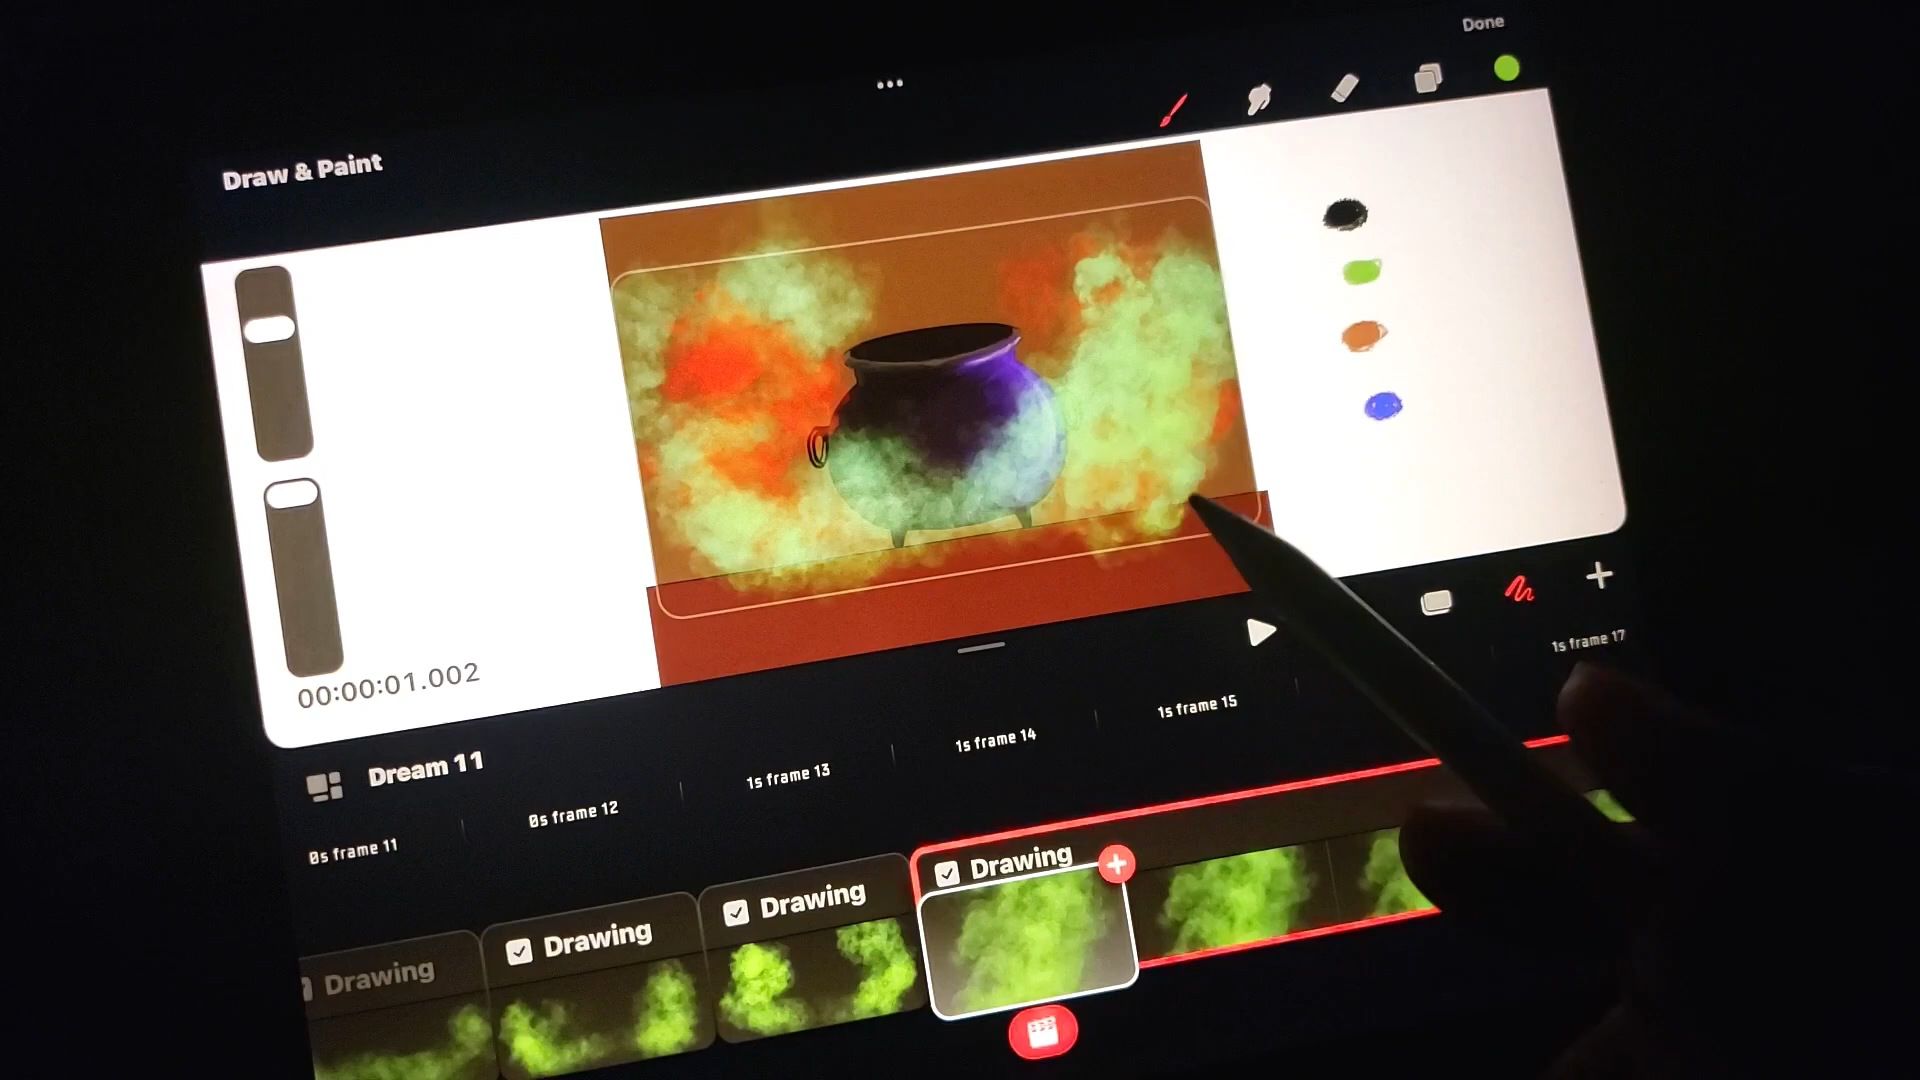 Done
Draw & Paint
00:00:01.002
Dream 11
0s frame 11
0s frame 12
1s frame 13
1s frame 14
1s frame 15
1s frame 17
Drawing
Drawing
Drawing
Drawing